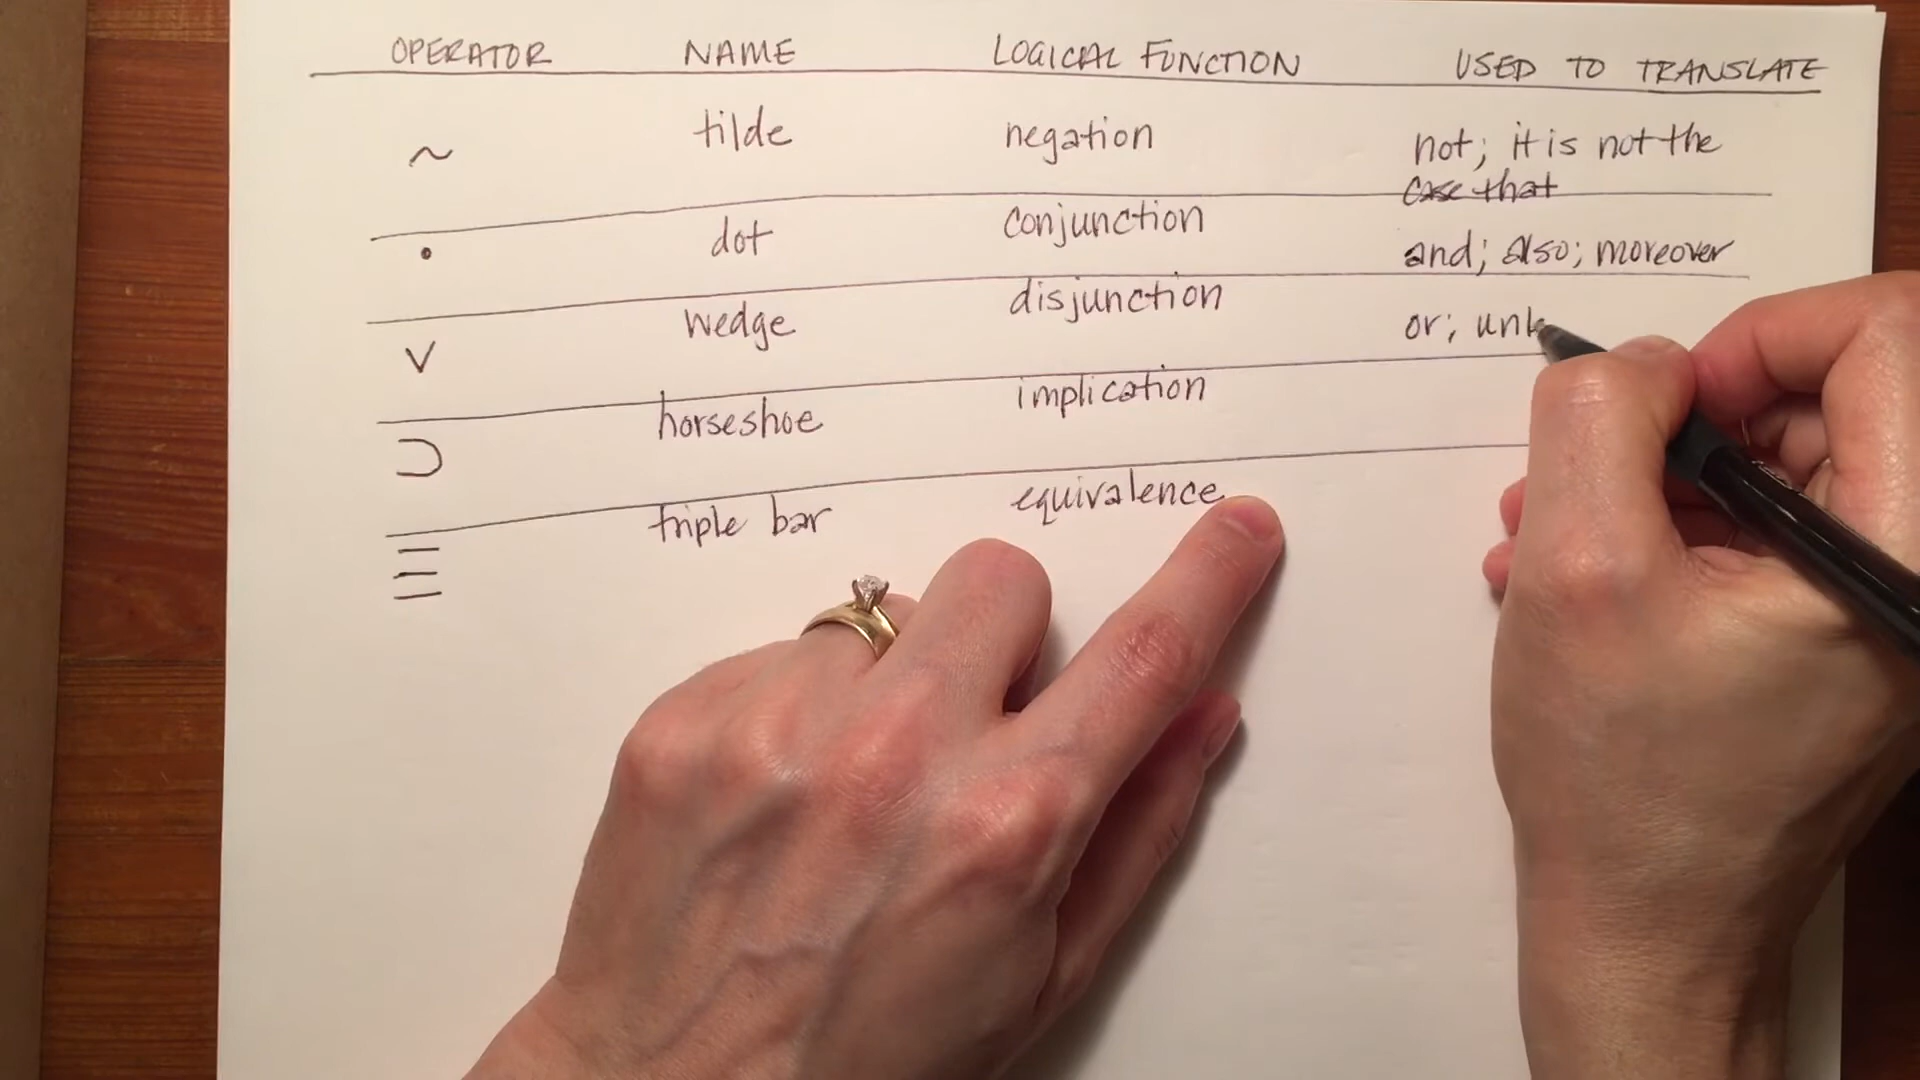 OPERATOR NAME LOGICAL FUNCTION USED TO TRANSLATE
~ tilde negation not; it is not the
case that
• dot conjunction and; also; moreover
∨ wedge disjunction or;
⊃ horseshoe implication
≡ triple bar equivalence